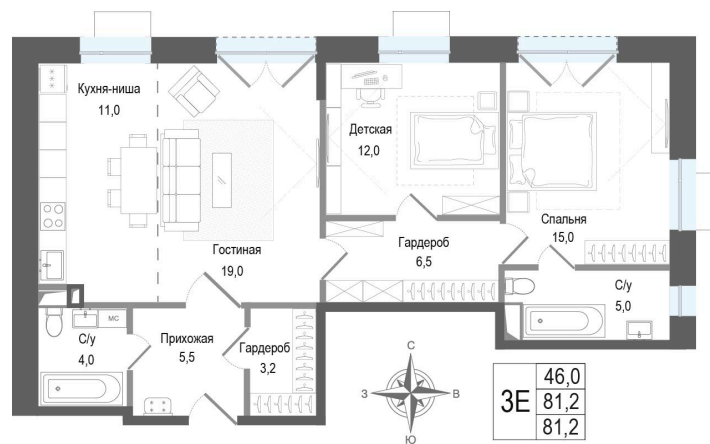 Кухня-ниша
11,0
Детская
12,0
Гостиная
19,0
Гардероб
6,5
Спальня
15,0
С/у
5,0
С/у
4,0
МС
Прихожая
5,5
Гардероб
3,2
С
З
В
Ю
3Е
46,0
81,2
81,2